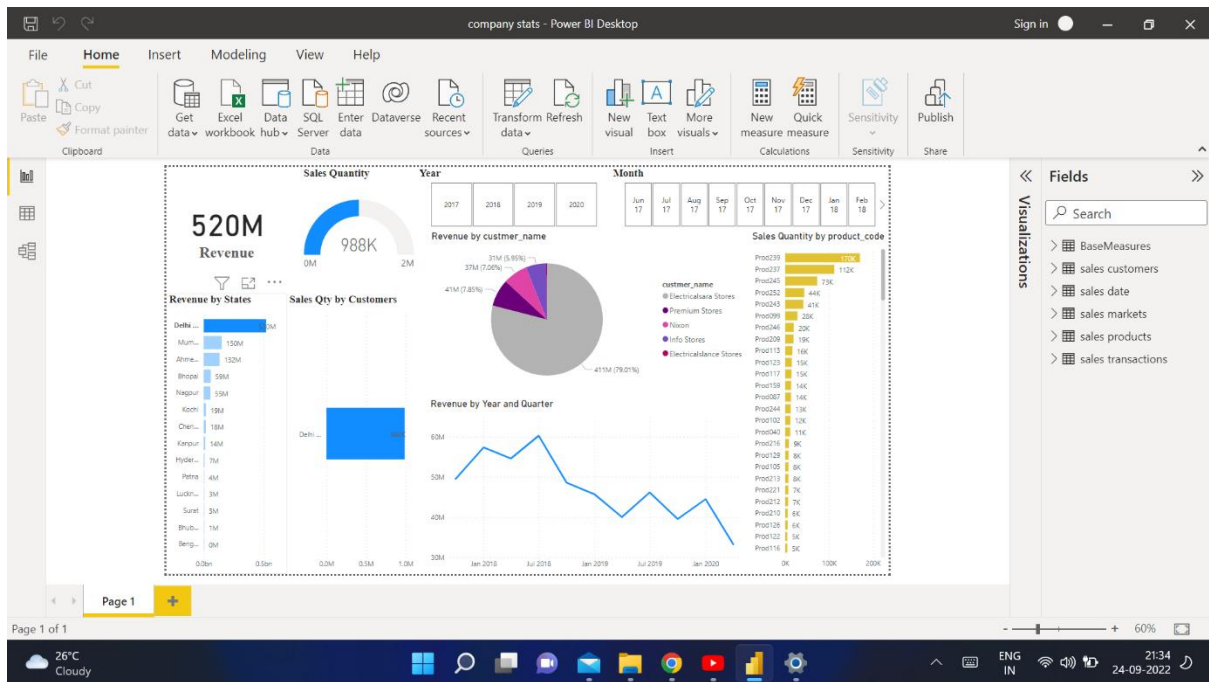 company stats - Power BI Desktop
Sign in
File Home Insert Modeling View Help
Paste
Cut
Copy
Format painter
Get data
Excel workbook
Data hub
SQL Server
Enter data
Dataverse
Recent sources
Transform data
Refresh
New visual
Text box
More visuals
New measure
Quick measure
Sensitivity
Publish
Clipboard
Data
Queries
Insert
Calculations
Sensitivity
Share
520M
Revenue
Sales Quantity
988K
0M 2M
Year
2017 2018 2019 2020
Month
Jun 17
Jul 17
Aug 17
Sep 17
Oct 17
Nov 17
Dec 17
Jan 18
Feb 18
Revenue by States
Delhi ...
Mum... 150M
Ahme... 132M
Bhopal 59M
Nagpur 55M
Kochi 19M
Chen... 18M
Kanpur 14M
Hyder... 7M
Patna 4M
Luckn... 3M
Surat 3M
Bhub... 1M
Beng... 0M
0.0bn 0.5bn
Sales Qty by Customers
Delhi ...
0.0M 0.5M 1.0M
Revenue by custmer_name
31M (5.95%)
37M (7.06%)
41M (7.85%)
411M (79.01%)
custmer_name
Electricalsara Stores
Premium Stores
Nixon
Info Stores
Electricalslance Stores
Revenue by Year and Quarter
60M
50M
40M
30M
Jan 2018 Jul 2018 Jan 2019 Jul 2019 Jan 2020
Sales Quantity by product_code
Prod239 170K
Prod237 112K
Prod245 73K
Prod252 44K
Prod243 41K
Prod099 28K
Prod246 20K
Prod209 19K
Prod113 16K
Prod123 15K
Prod117 15K
Prod159 14K
Prod087 14K
Prod244 13K
Prod102 12K
Prod040 11K
Prod216 9K
Prod129 8K
Prod105 8K
Prod213 8K
Prod221 7K
Prod212 7K
Prod210 6K
Prod126 6K
Prod122 5K
Prod116 5K
0K 100K 200K
Visualizations
Fields
Search
BaseMeasures
sales customers
sales date
sales markets
sales products
sales transactions
Page 1
Page 1 of 1
- + 60%
26°C
Cloudy
ENG
IN
21:34
24-09-2022